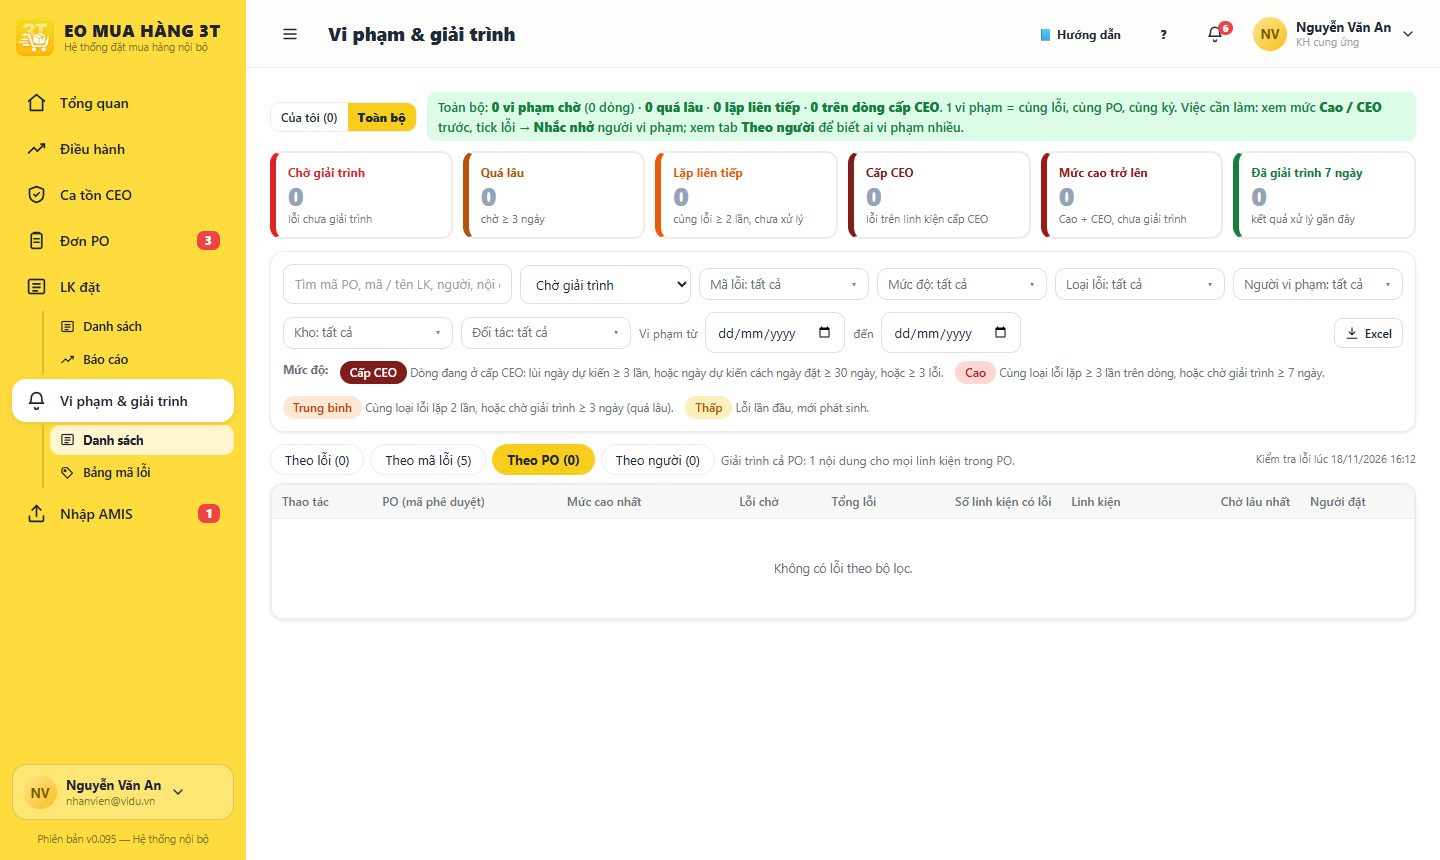 3T
EO MUA HÀNG 3T
Hệ thống đặt mua hàng nội bộ
Tổng quan
Điều hành
Ca tồn CEO
Đơn PO 3
LK đặt
Danh sách
Báo cáo
Vi phạm & giải trình
Danh sách
Bảng mã lỗi
Nhập AMIS 1
NV Nguyễn Văn An
nhanvien@vidu.vn
Phiên bản v0.095 — Hệ thống nội bộ
Vi phạm & giải trình
Hướng dẫn
?
6
NV Nguyễn Văn An
KH cung ứng
Của tôi (0) Toàn bộ
Toàn bộ: 0 vi phạm chờ (0 dòng) · 0 quá lâu · 0 lặp liên tiếp · 0 trên dòng cấp CEO. 1 vi phạm = cùng lỗi, cùng PO, cùng kỳ. Việc cần làm: xem mức Cao / CEO
trước, tick lỗi → Nhắc nhở người vi phạm; xem tab Theo người để biết ai vi phạm nhiều.
Chờ giải trình
0
lỗi chưa giải trình
Quá lâu
0
chờ ≥ 3 ngày
Lặp liên tiếp
0
cùng lỗi ≥ 2 lần, chưa xử lý
Cấp CEO
0
lỗi trên linh kiện cấp CEO
Mức cao trở lên
0
Cao + CEO, chưa giải trình
Đã giải trình 7 ngày
0
kết quả xử lý gần đây
Tìm mã PO, mã / tên LK, người, nội Chờ giải trình Mã lỗi: tất cả Mức độ: tất cả Loại lỗi: tất cả Người vi phạm: tất cả
Kho: tất cả Đối tác: tất cả Vi phạm từ dd/mm/yyyy đến dd/mm/yyyy Excel
Mức độ: Cấp CEO Dòng đang ở cấp CEO: lùi ngày dự kiến ≥ 3 lần, hoặc ngày dự kiến cách ngày đặt ≥ 30 ngày, hoặc ≥ 3 lỗi. Cao Cùng loại lỗi lặp ≥ 3 lần trên dòng, hoặc chờ giải trình ≥ 7 ngày.
Trung bình Cùng loại lỗi lặp 2 lần, hoặc chờ giải trình ≥ 3 ngày (quá lâu). Thấp Lỗi lần đầu, mới phát sinh.
Theo lỗi (0) Theo mã lỗi (5) Theo PO (0) Theo người (0) Giải trình cả PO: 1 nội dung cho mọi linh kiện trong PO. Kiểm tra lỗi lúc 18/11/2026 16:12
Thao tác PO (mã phê duyệt) Mức cao nhất Lỗi chờ Tổng lỗi Số linh kiện có lỗi Linh kiện Chờ lâu nhất Người đặt
Không có lỗi theo bộ lọc.